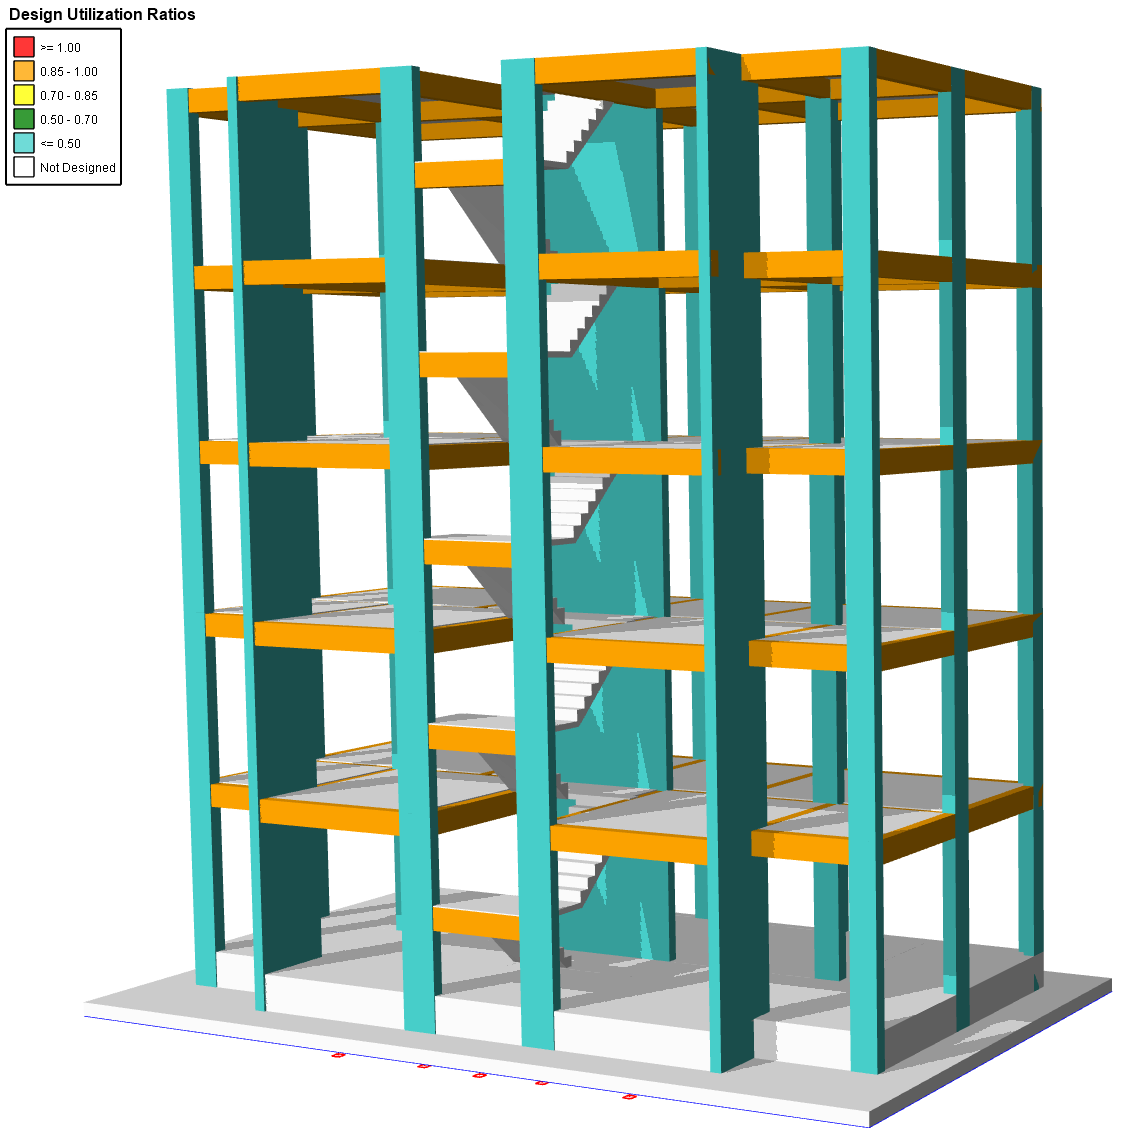 Design Utilization Ratios
>= 1.00
0.85 - 1.00
0.70 - 0.85
0.50 - 0.70
<= 0.50
Not Designed